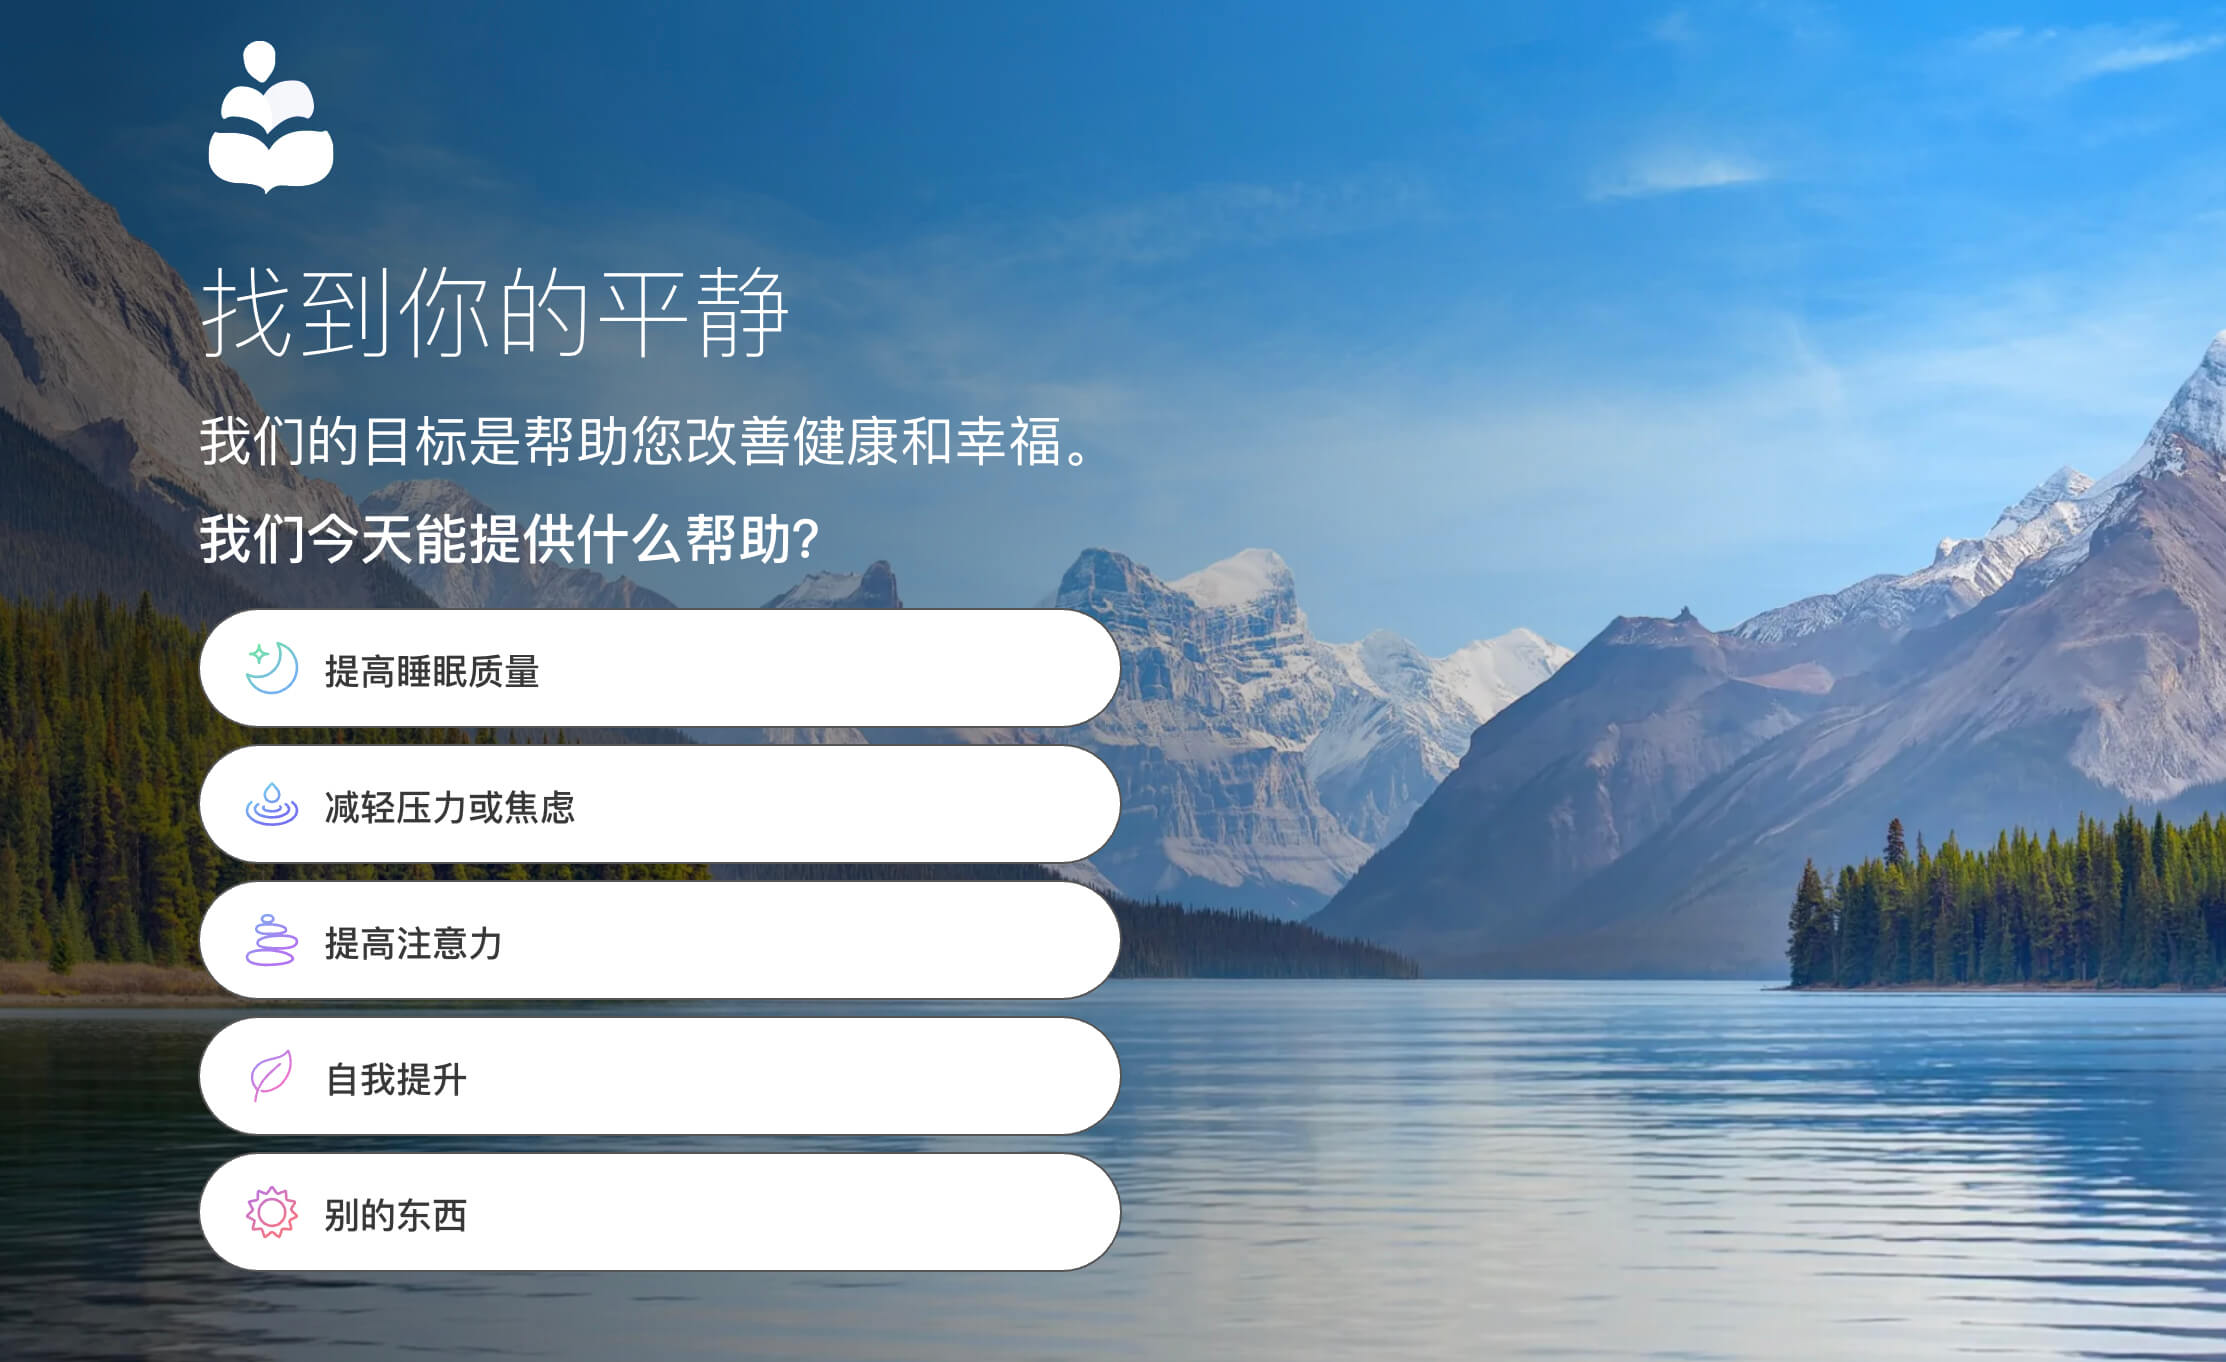 找到你的平静
我们的目标是帮助您改善健康和幸福。
我们今天能提供什么帮助?
提高睡眠质量
减轻压力或焦虑
提高注意力
自我提升
别的东西